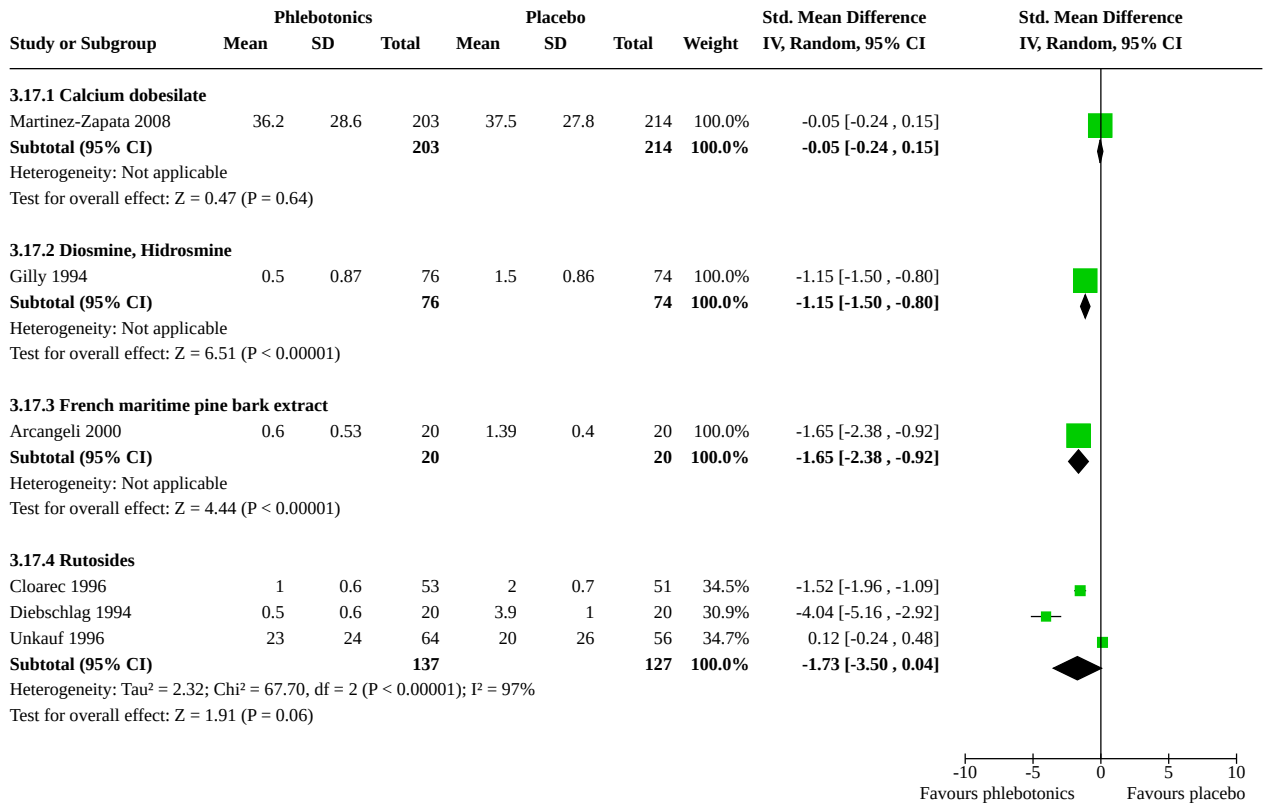 Phlebotonics Placebo Std. Mean Difference Std. Mean Difference
Study or Subgroup Mean SD Total Mean SD Total Weight IV, Random, 95% CI IV, Random, 95% CI
3.17.1 Calcium dobesilate
Martinez-Zapata 2008 36.2 28.6 203 37.5 27.8 214 100.0% -0.05 [-0.24 , 0.15]
Subtotal (95% CI) 203 214 100.0% -0.05 [-0.24 , 0.15]
Heterogeneity: Not applicable
Test for overall effect: Z = 0.47 (P = 0.64)
3.17.2 Diosmine, Hidrosmine
Gilly 1994 0.5 0.87 76 1.5 0.86 74 100.0% -1.15 [-1.50 , -0.80]
Subtotal (95% CI) 76 74 100.0% -1.15 [-1.50 , -0.80]
Heterogeneity: Not applicable
Test for overall effect: Z = 6.51 (P < 0.00001)
3.17.3 French maritime pine bark extract
Arcangeli 2000 0.6 0.53 20 1.39 0.4 20 100.0% -1.65 [-2.38 , -0.92]
Subtotal (95% CI) 20 20 100.0% -1.65 [-2.38 , -0.92]
Heterogeneity: Not applicable
Test for overall effect: Z = 4.44 (P < 0.00001)
3.17.4 Rutosides
Cloarec 1996 1 0.6 53 2 0.7 51 34.5% -1.52 [-1.96 , -1.09]
Diebschlag 1994 0.5 0.6 20 3.9 1 20 30.9% -4.04 [-5.16 , -2.92]
Unkauf 1996 23 24 64 20 26 56 34.7% 0.12 [-0.24 , 0.48]
Subtotal (95% CI) 137 127 100.0% -1.73 [-3.50 , 0.04]
Heterogeneity: Tau² = 2.32; Chi² = 67.70, df = 2 (P < 0.00001); I² = 97%
Test for overall effect: Z = 1.91 (P = 0.06)
-10 -5 0 5 10
Favours phlebotonics Favours placebo